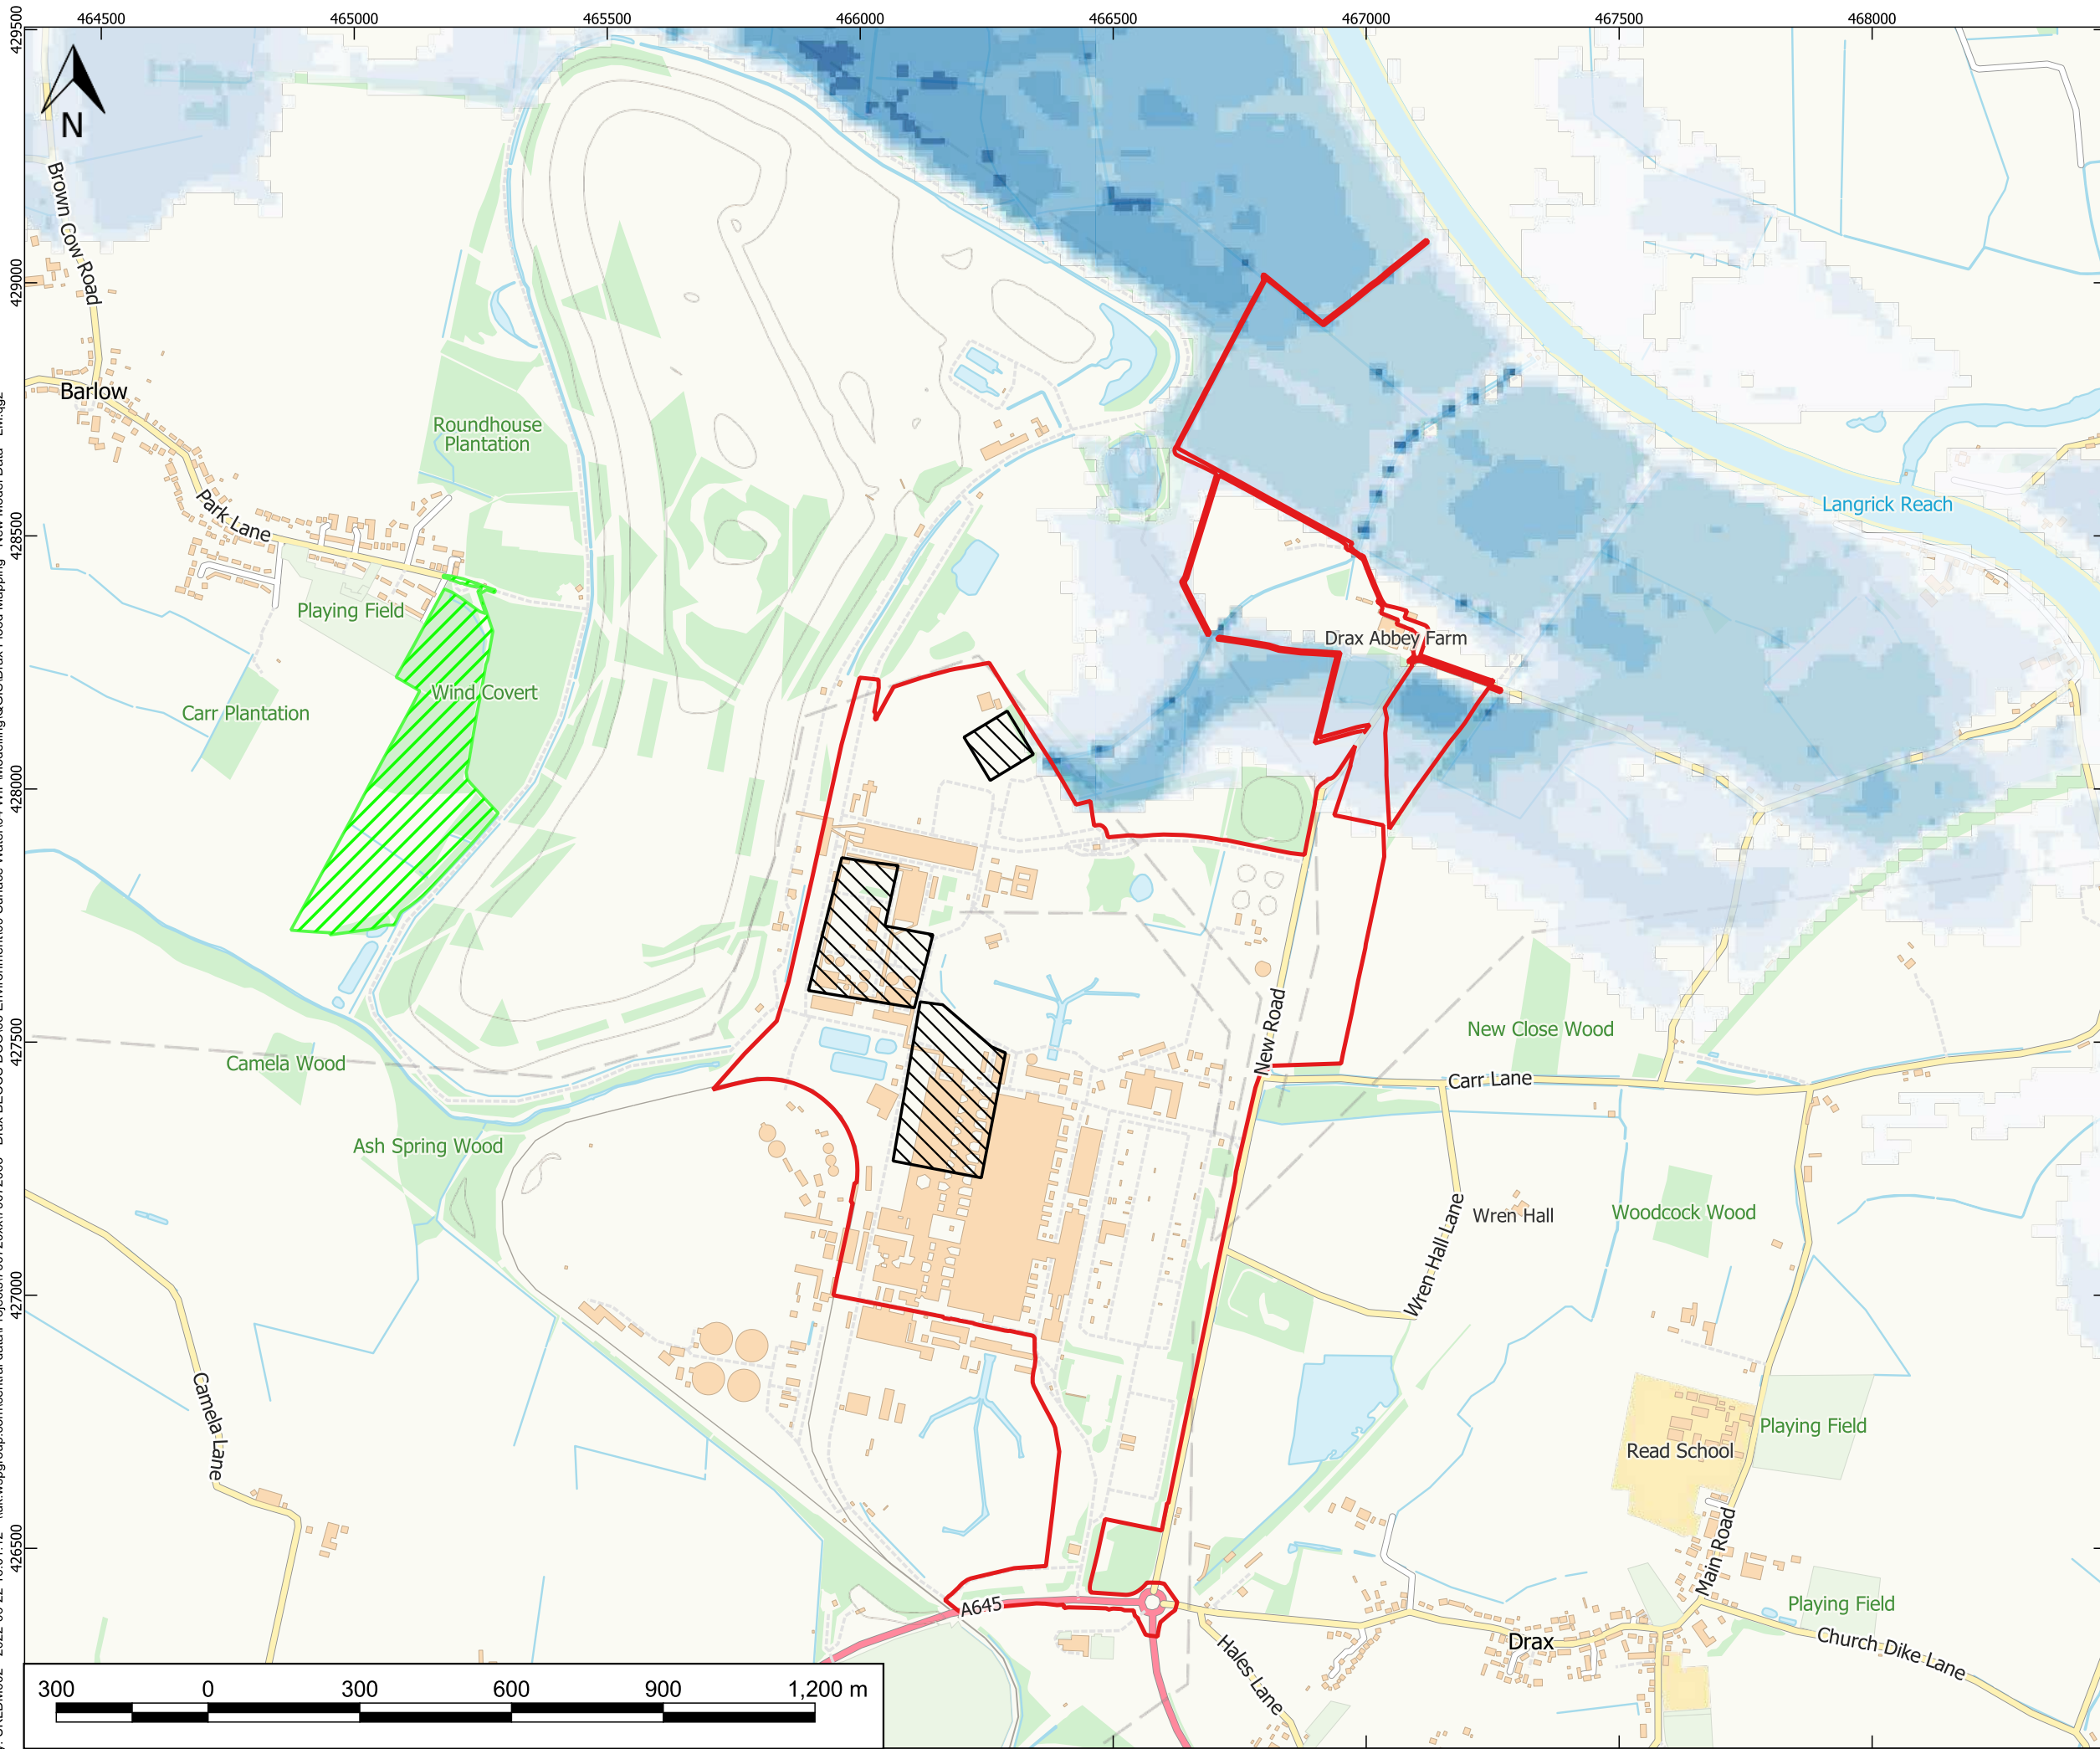 464500 465000 465500 466000 466500 467000 467500 468000
429500
N
Brown Cow Road
429000
Barlow
Roundhouse
Plantation
Park Lane
428500
Langrick Reach
Playing Field
Drax Abbey Farm
Wind Covert
Carr Plantation
428000
New Road
427500
New Close Wood
Camela Wood
Carr Lane
Ash Spring Wood
Wren Hall Lane
Wren Hall
Woodcock Wood
427000
Camela Lane
Playing Field
Read School
Main Road
426500
A645
Playing Field
Drax
Church Dike Lane
Hales Lane
300 0 300 600 900 1,200 m